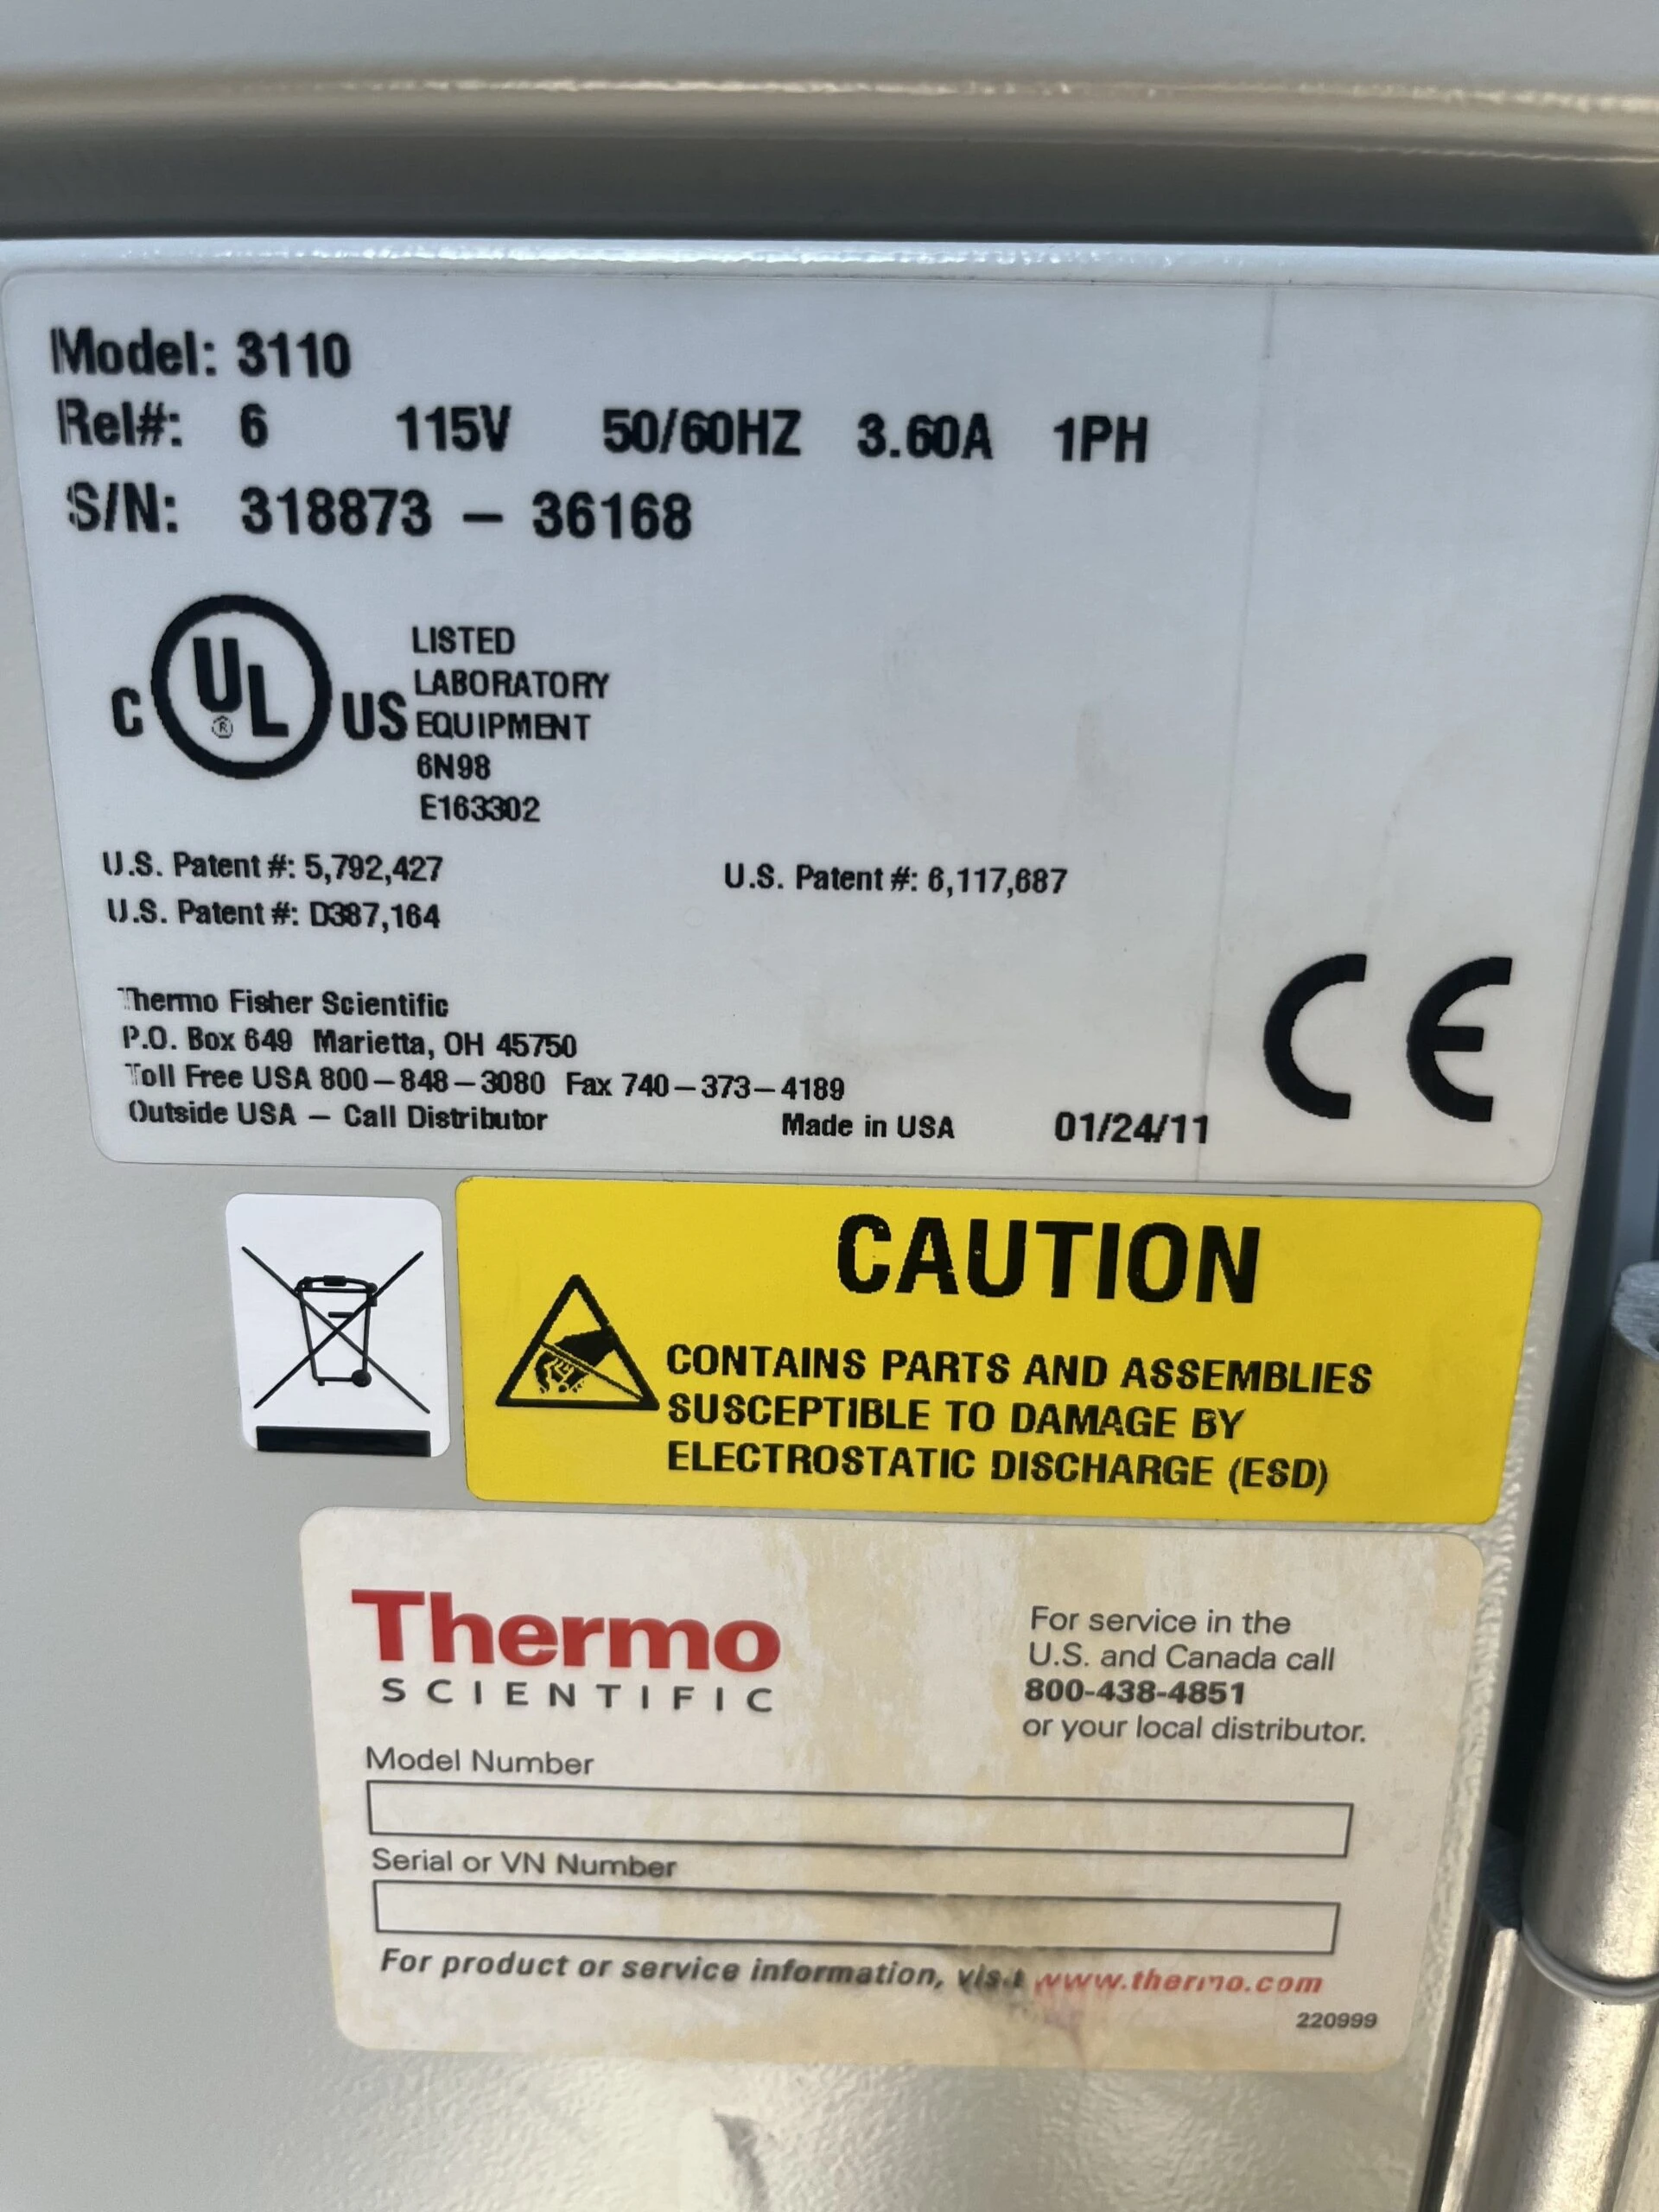 Model: 3110
Rel#: 6 115V 50/60HZ 3.60A 1PH
S/N: 318873 – 36168
C UL ® US
LISTED
LABORATORY
EQUIPMENT
6N98
E163302
U.S. Patent #: 5,792,427 U.S. Patent #: 6,117,687
U.S. Patent #: D387,164
Thermo Fisher Scientific
P.O. Box 649 Marietta, OH 45750
Toll Free USA 800–848–3080 Fax 740–373–4189
Outside USA – Call Distributor Made in USA 01/24/11
CE
CAUTION
CONTAINS PARTS AND ASSEMBLIES
SUSCEPTIBLE TO DAMAGE BY
ELECTROSTATIC DISCHARGE (ESD)
Thermo
SCIENTIFIC
For service in the
U.S. and Canada call
800-438-4851
or your local distributor.
Model Number
Serial or VN Number
For product or service information, visit www.thermo.com
220999